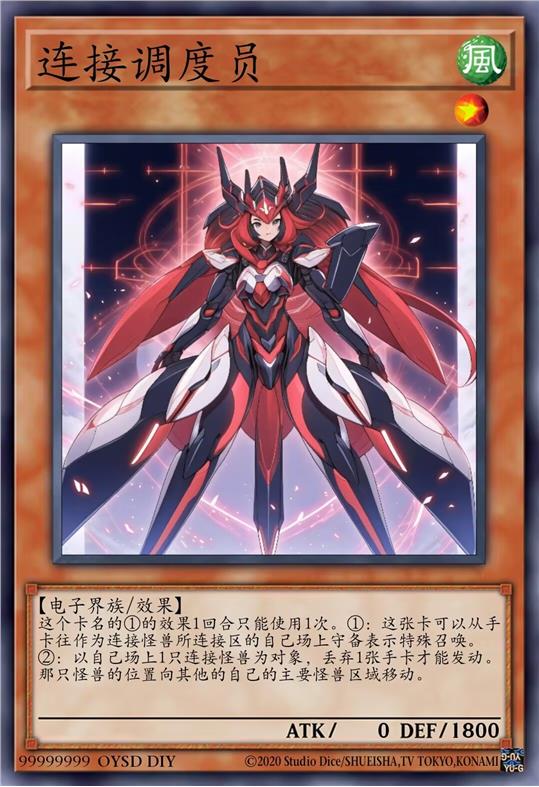 连接调度员
風
【电子界族/效果】
这个卡名的①的效果1回合只能使用1次。①：这张卡可以从手
卡往作为连接怪兽所连接区的自己场上守备表示特殊召唤。
②：以自己场上1只连接怪兽为对象，丢弃1张手卡才能发动。
那只怪兽的位置向其他的自己的主要怪兽区域移动。
ATK/ 0 DEF/1800
99999999 OYSD DIY ©2020 Studio Dice/SHUEISHA,TV TOKYO,KONAMI